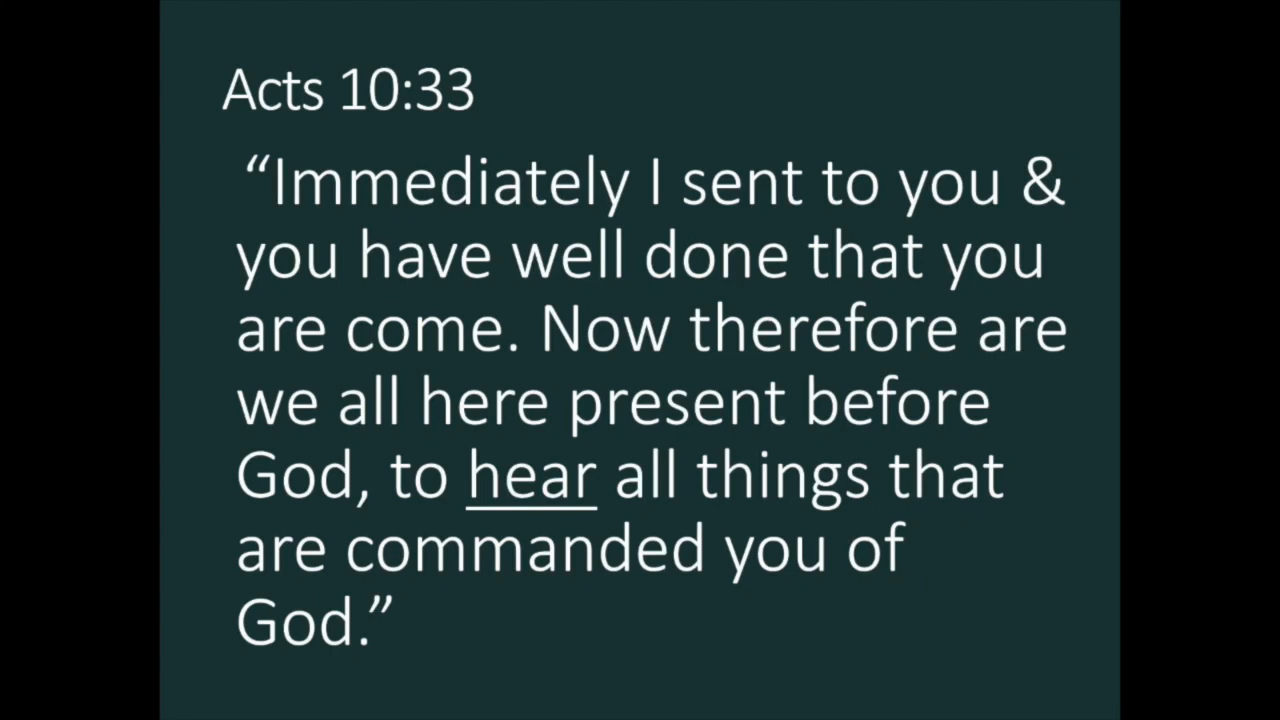 Acts 10:33
“Immediately I sent to you &
you have well done that you
are come. Now therefore are
we all here present before
God, to hear all things that
are commanded you of
God.”